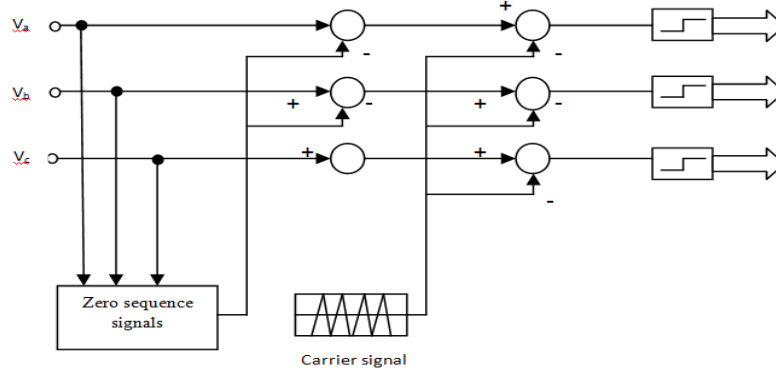 +
Va
-
-
Vb
+
-
+
-
Vc
+
+
-
Zero sequence
signals
Carrier signal